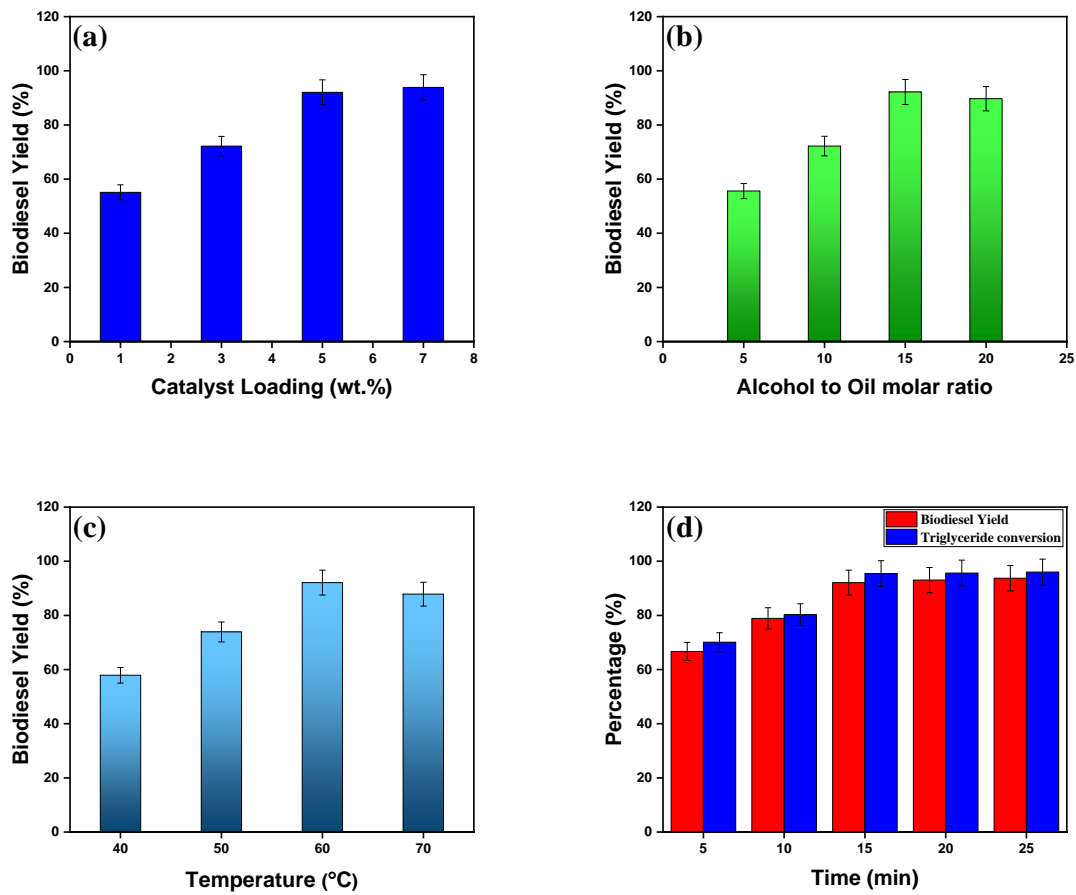 (a)
Biodiesel Yield (%)
120
100
80
60
40
20
0
0 1 2 3 4 5 6 7 8
Catalyst Loading (wt.%)
(b)
Biodiesel Yield (%)
120
100
80
60
40
20
0
0 5 10 15 20 25
Alcohol to Oil molar ratio
(c)
Biodiesel Yield (%)
120
100
80
60
40
20
0
40 50 60 70
Temperature (°C)
(d)
Biodiesel Yield
Triglyceride conversion
Percentage (%)
120
100
80
60
40
20
0
5 10 15 20 25
Time (min)